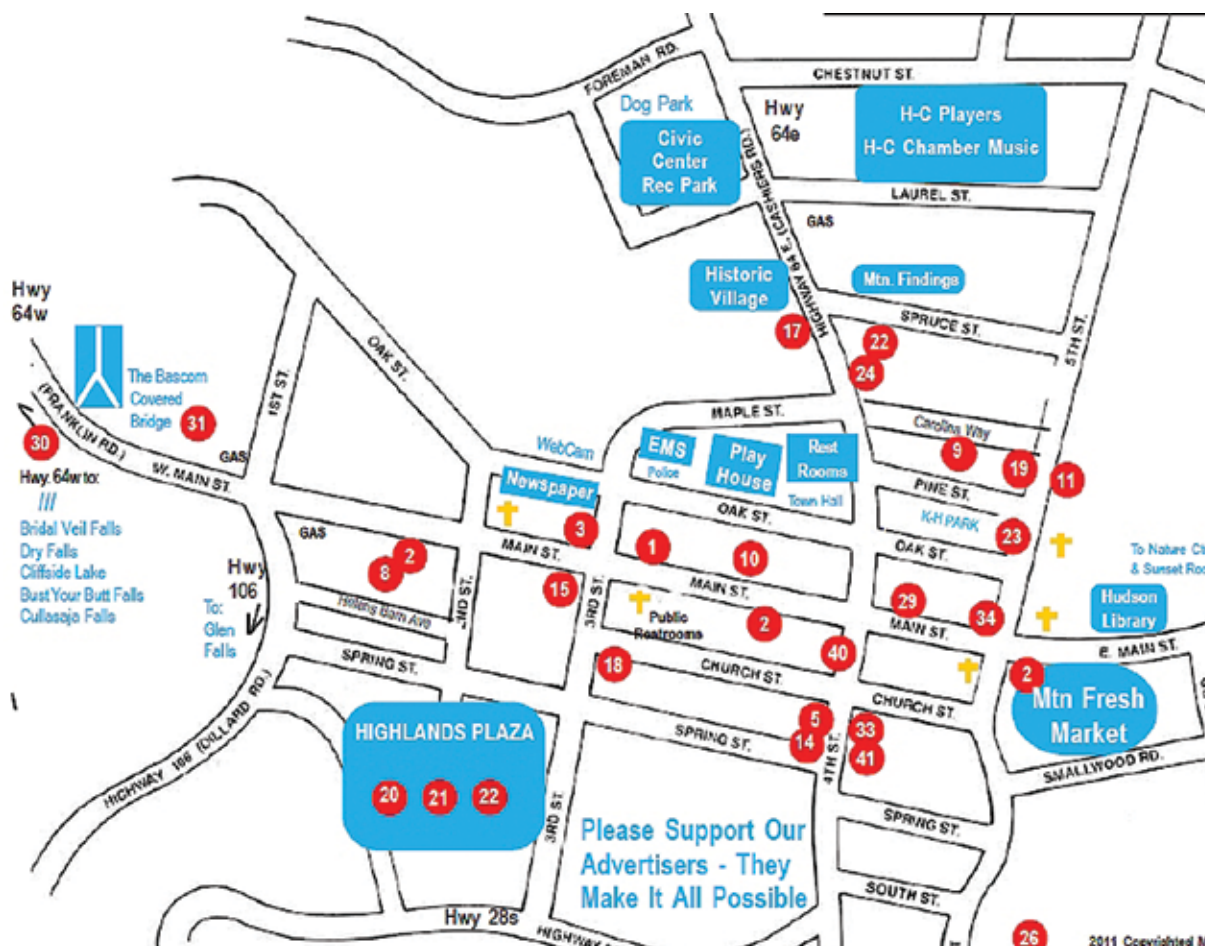 FOREMAN RD.
CHESTNUT ST.
Dog Park
Hwy
64e
Civic
Center
Rec Park
H-C Players
H-C Chamber Music
HIGHWAY 64 E. (CASHIERS RD.)
LAUREL ST.
GAS
Historic
Village
Mtn. Findings
SPRUCE ST.
17
22
24
5TH ST.
Hwy
64w
The Bascom
Covered
Bridge
31
30
(FRANKLIN RD.)
W. MAIN ST.
GAS
1ST ST.
OAK ST.
MAPLE ST.
Carolina Way
9
19
11
PINE ST.
K-H PARK
23
WebCam
EMS
Police
Play
House
Rest
Rooms
Town Hall
Newspaper
3
OAK ST.
OAK ST.
Hwy. 64w to:
///
Bridal Veil Falls
Dry Falls
Cliffside Lake
Bust Your Butt Falls
Cullasaja Falls
GAS
2
8
Hwy
106
To:
Glen
Falls
Helens Barn Ave
2ND ST.
MAIN ST.
15
3RD ST.
1
10
MAIN ST.
Public
Restrooms
2
40
29
34
MAIN ST.
To Nature Ct
& Sunset Roc
Hudson
Library
E. MAIN ST.
2
Mtn Fresh
Market
SMALLWOOD RD.
SPRING ST.
18
CHURCH ST.
CHURCH ST.
5
14
33
41
SPRING ST.
4TH ST.
SPRING ST.
SOUTH ST.
HIGHWAY 106 (DILLARD RD.)
HIGHLANDS PLAZA
20
21
22
3RD ST.
Please Support Our
Advertisers - They
Make It All Possible
Hwy 28s
HIGHWAY
26
2011 Copyrighted M